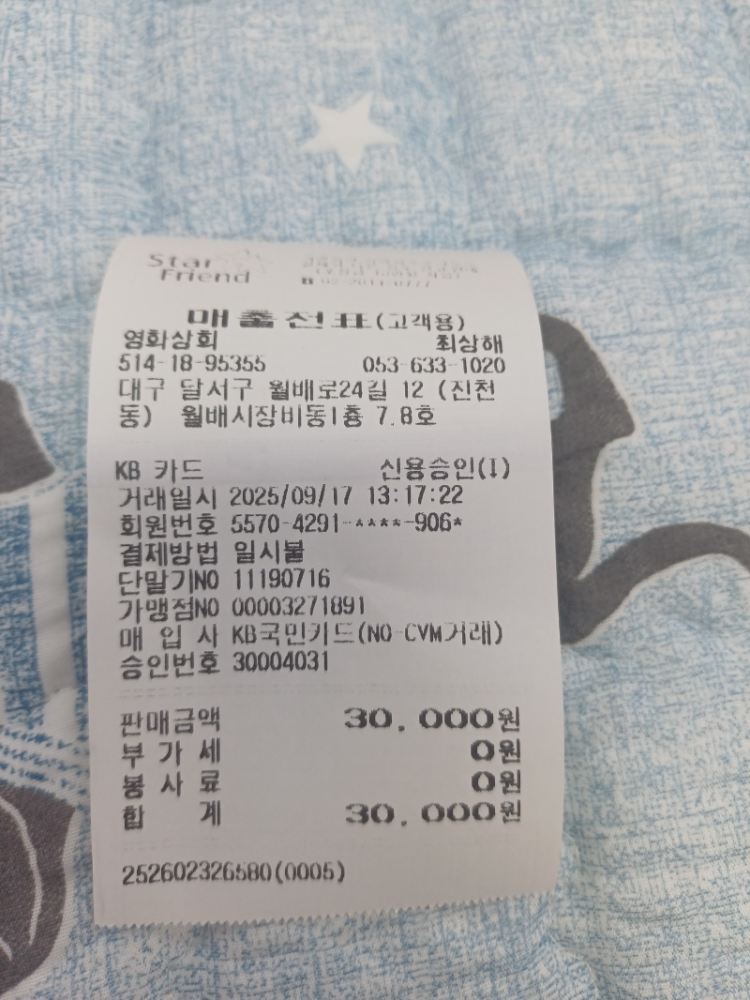 Star
Friend
매출전표(고객용)
영화상회 최상해
514-18-95355 053-633-1020
대구 달서구 월배로24길 12 (진천
동) 월배시장비동1층 7.8호
KB 카드 신용승인(1)
거래일시 2025/09/17 13:17:22
회원번호 5570-4291-****-906*
결제방법 일시불
단말기NO 11190716
가맹점NO 00003271891
매 입 사 KB국민카드(NO-CVM거래)
승인번호 30004031
판매금액 30,000원
부 가 세 0원
봉 사 료 0원
합 계 30,000원
252602326580(0005)